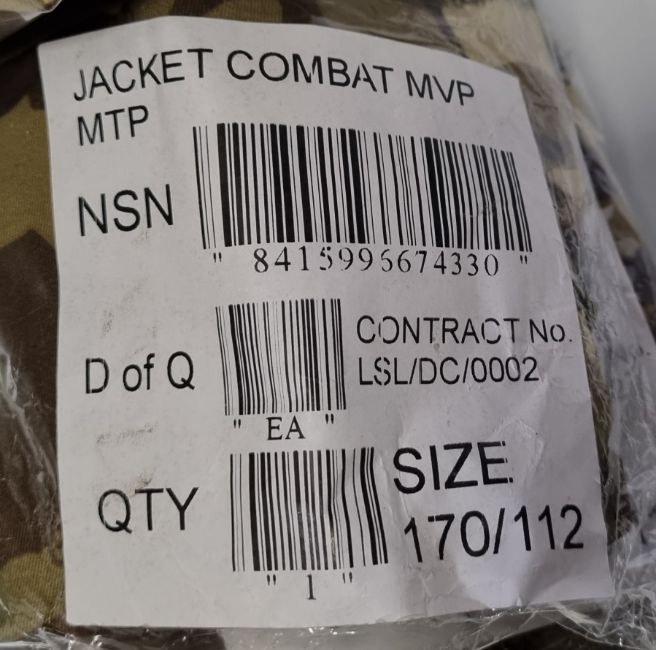 JACKET COMBAT MVP
MTP
NSN
" 8415996674330 "
D of Q
" EA "
CONTRACT No.
LSL/DC/0002
QTY
" 1 "
SIZE
170/112